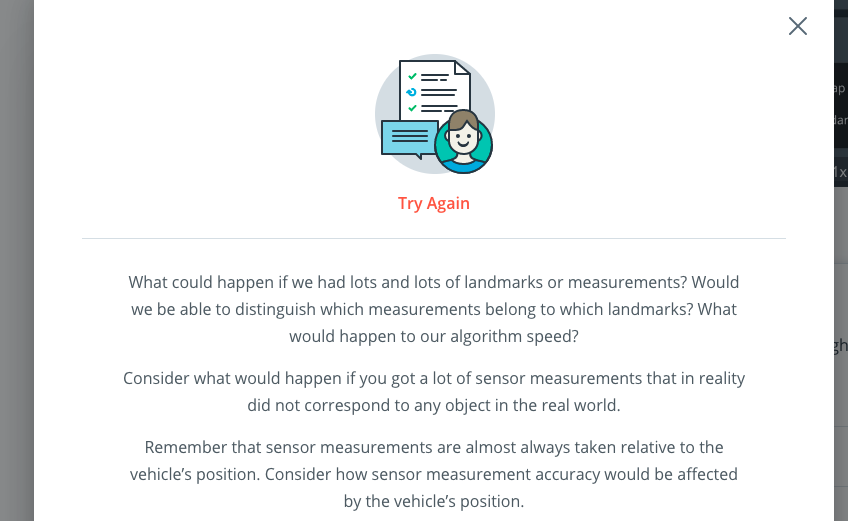 Try Again
What could happen if we had lots and lots of landmarks or measurements? Would
we be able to distinguish which measurements belong to which landmarks? What
would happen to our algorithm speed?
Consider what would happen if you got a lot of sensor measurements that in reality
did not correspond to any object in the real world.
Remember that sensor measurements are almost always taken relative to the
vehicle’s position. Consider how sensor measurement accuracy would be affected
by the vehicle’s position.
1x